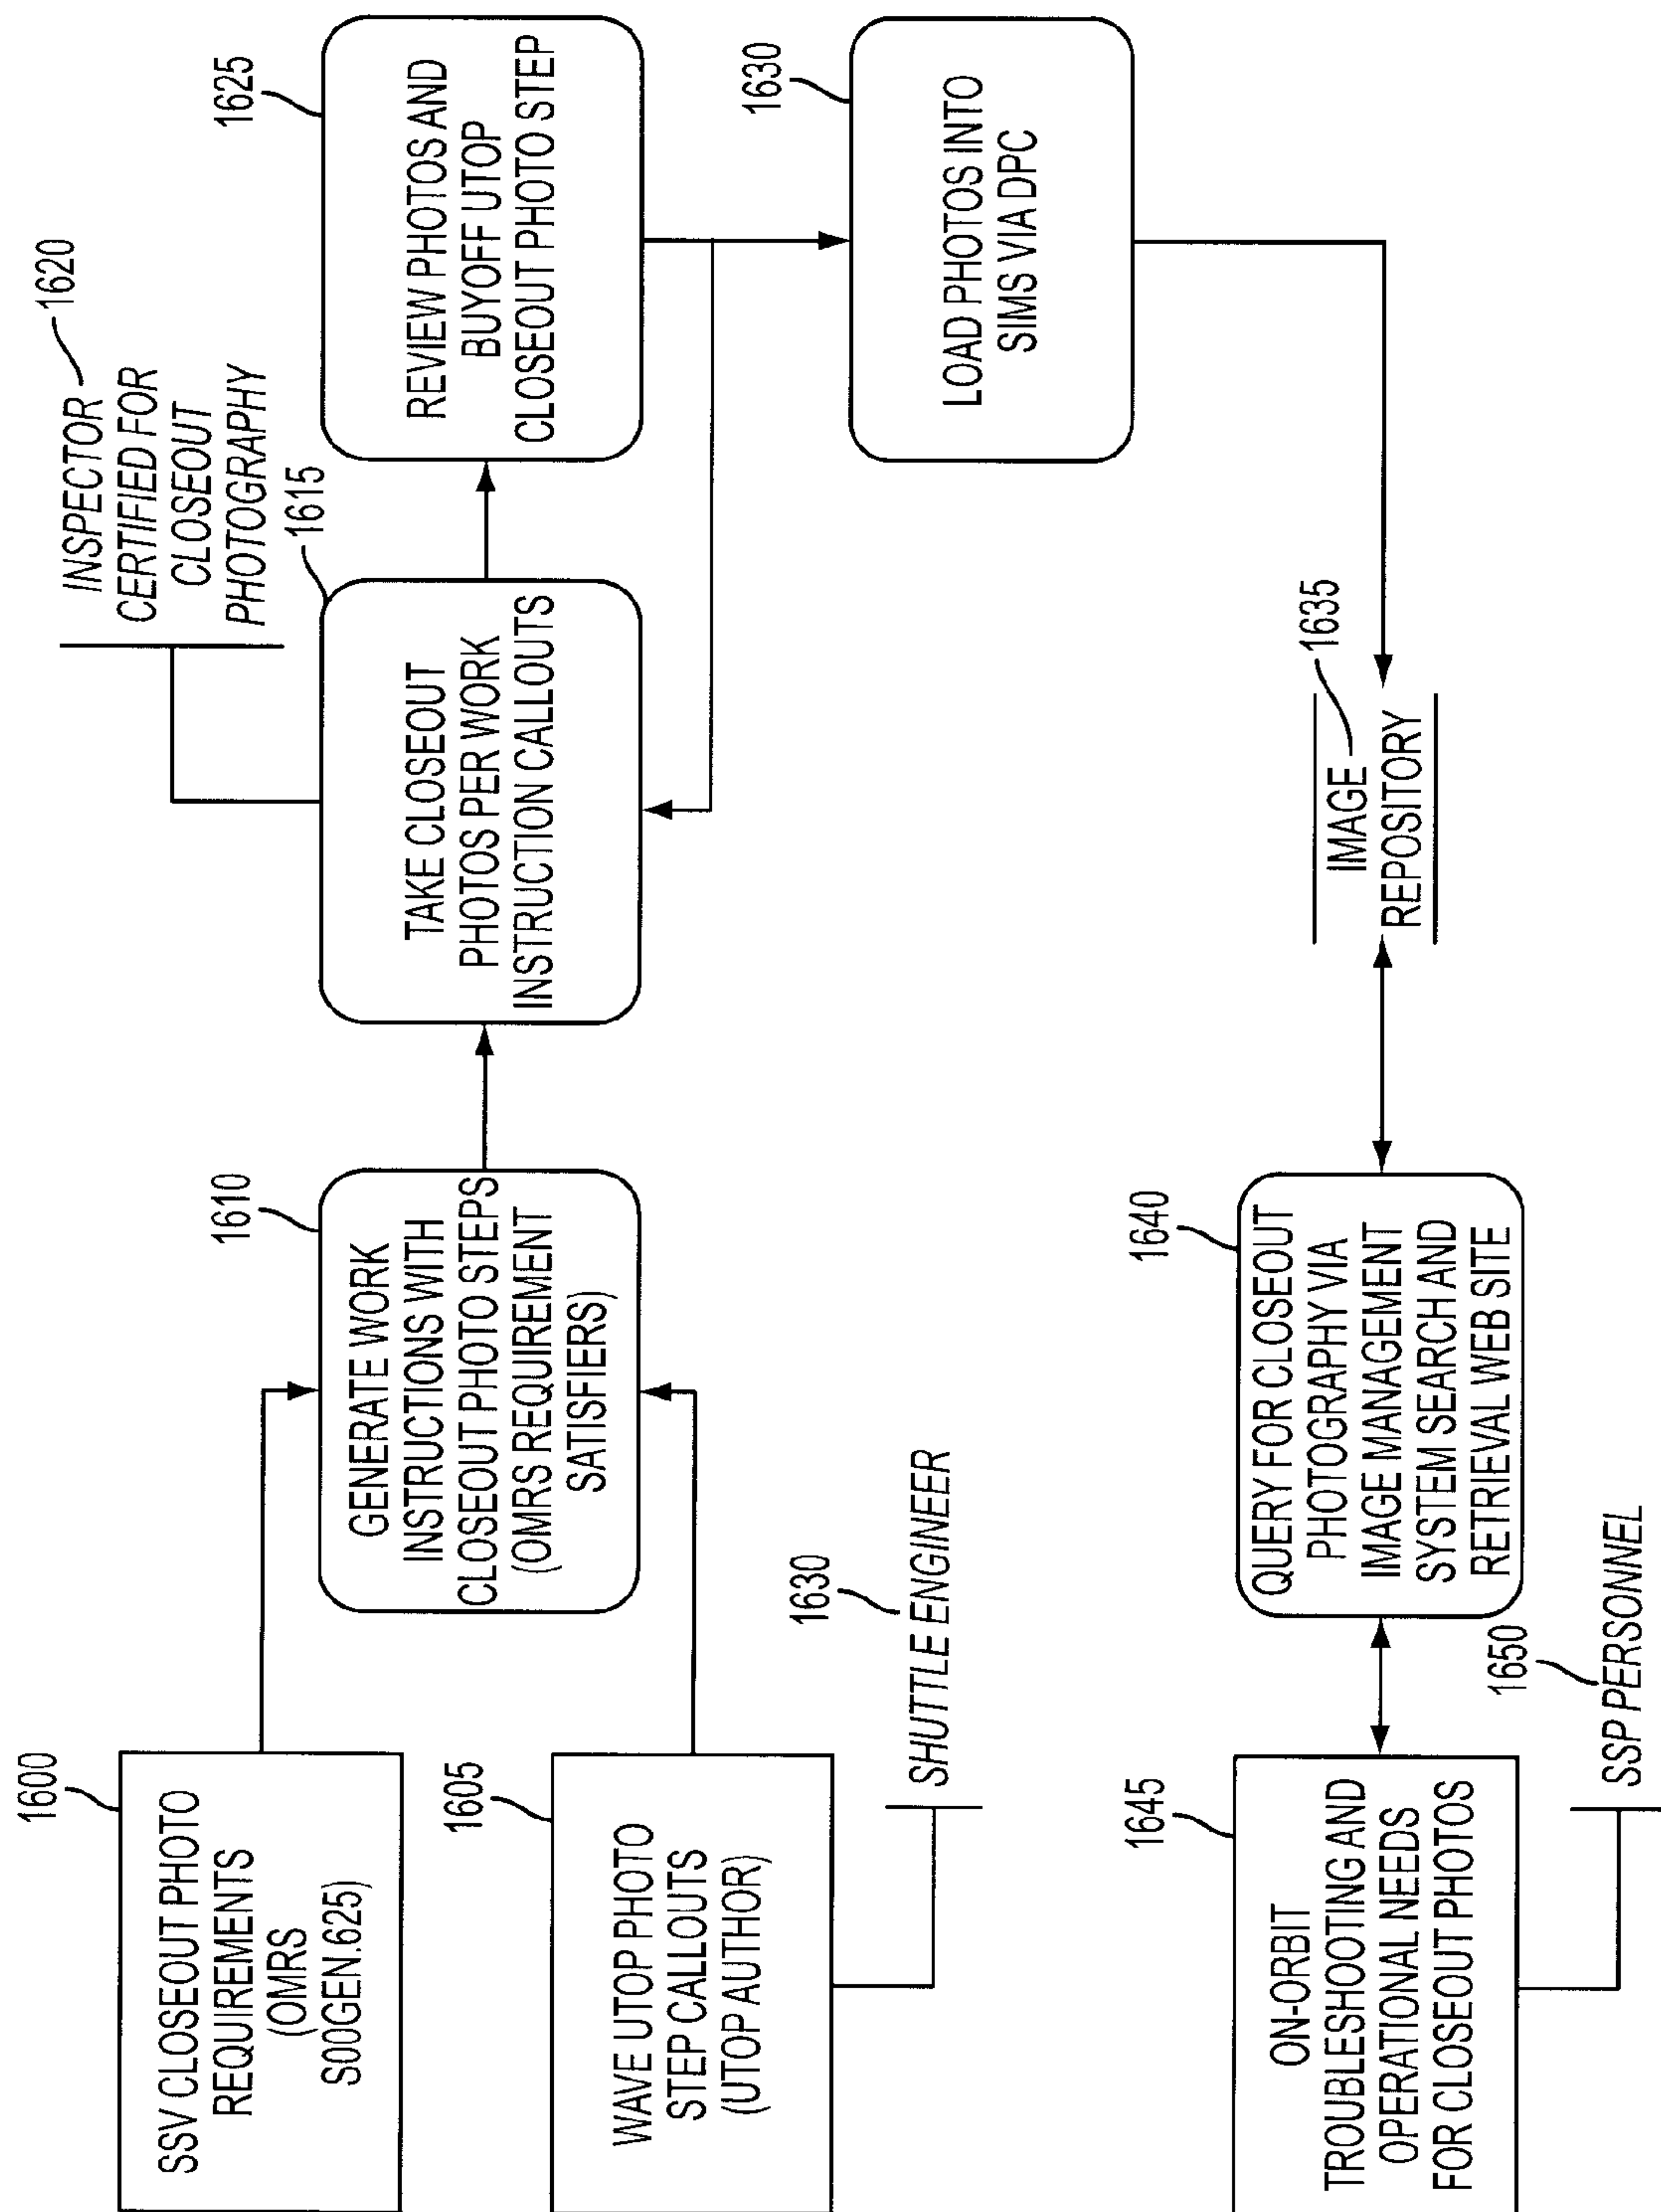 1600
SSV CLOSEOUT PHOTO
REQUIREMENTS
(OMRS
S00GEN.625)
1605
WAVE UTOP PHOTO
STEP CALLOUTS
(UTOP AUTHOR)
1630
SHUTTLE ENGINEER
1610
GENERATE WORK
INSTRUCTIONS WITH
CLOSEOUT PHOTO STEPS
(OMRS REQUIREMENT
SATISFIERS)
1620
INSPECTOR
CERTIFIED FOR
CLOSEOUT
PHOTOGRAPHY
1615
TAKE CLOSEOUT
PHOTOS PER WORK
INSTRUCTION CALLOUTS
1625
REVIEW PHOTOS AND
BUYOFF UTOP
CLOSEOUT PHOTO STEP
1630
LOAD PHOTOS INTO
SIMS VIA DPC
1635
IMAGE
REPOSITORY
1640
QUERY FOR CLOSEOUT
PHOTOGRAPHY VIA
IMAGE MANAGEMENT
SYSTEM SEARCH AND
RETRIEVAL WEB SITE
1645
ON-ORBIT
TROUBLESHOOTING AND
OPERATIONAL NEEDS
FOR CLOSEOUT PHOTOS
1650
SSP PERSONNEL